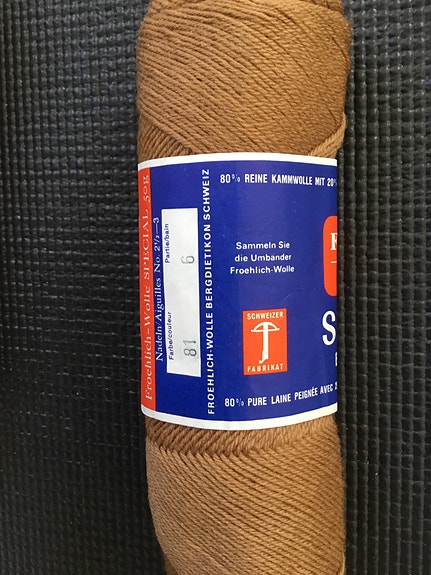 Froehlich-Wolle SPECIAL 50g
Nadeln/Aiguilles No. 2½–3
Farbe/couleur
81
Partie/bain
6
FROEHLICH-WOLLE BERGDIETIKON SCHWEIZ
80% REINE KAMMWOLLE MIT 20%
Sammeln Sie
die Umbänder
Froehlich-Wolle
SCHWEIZER
FABRIKAT
80% PURE LAINE PEIGNÉE AVEC